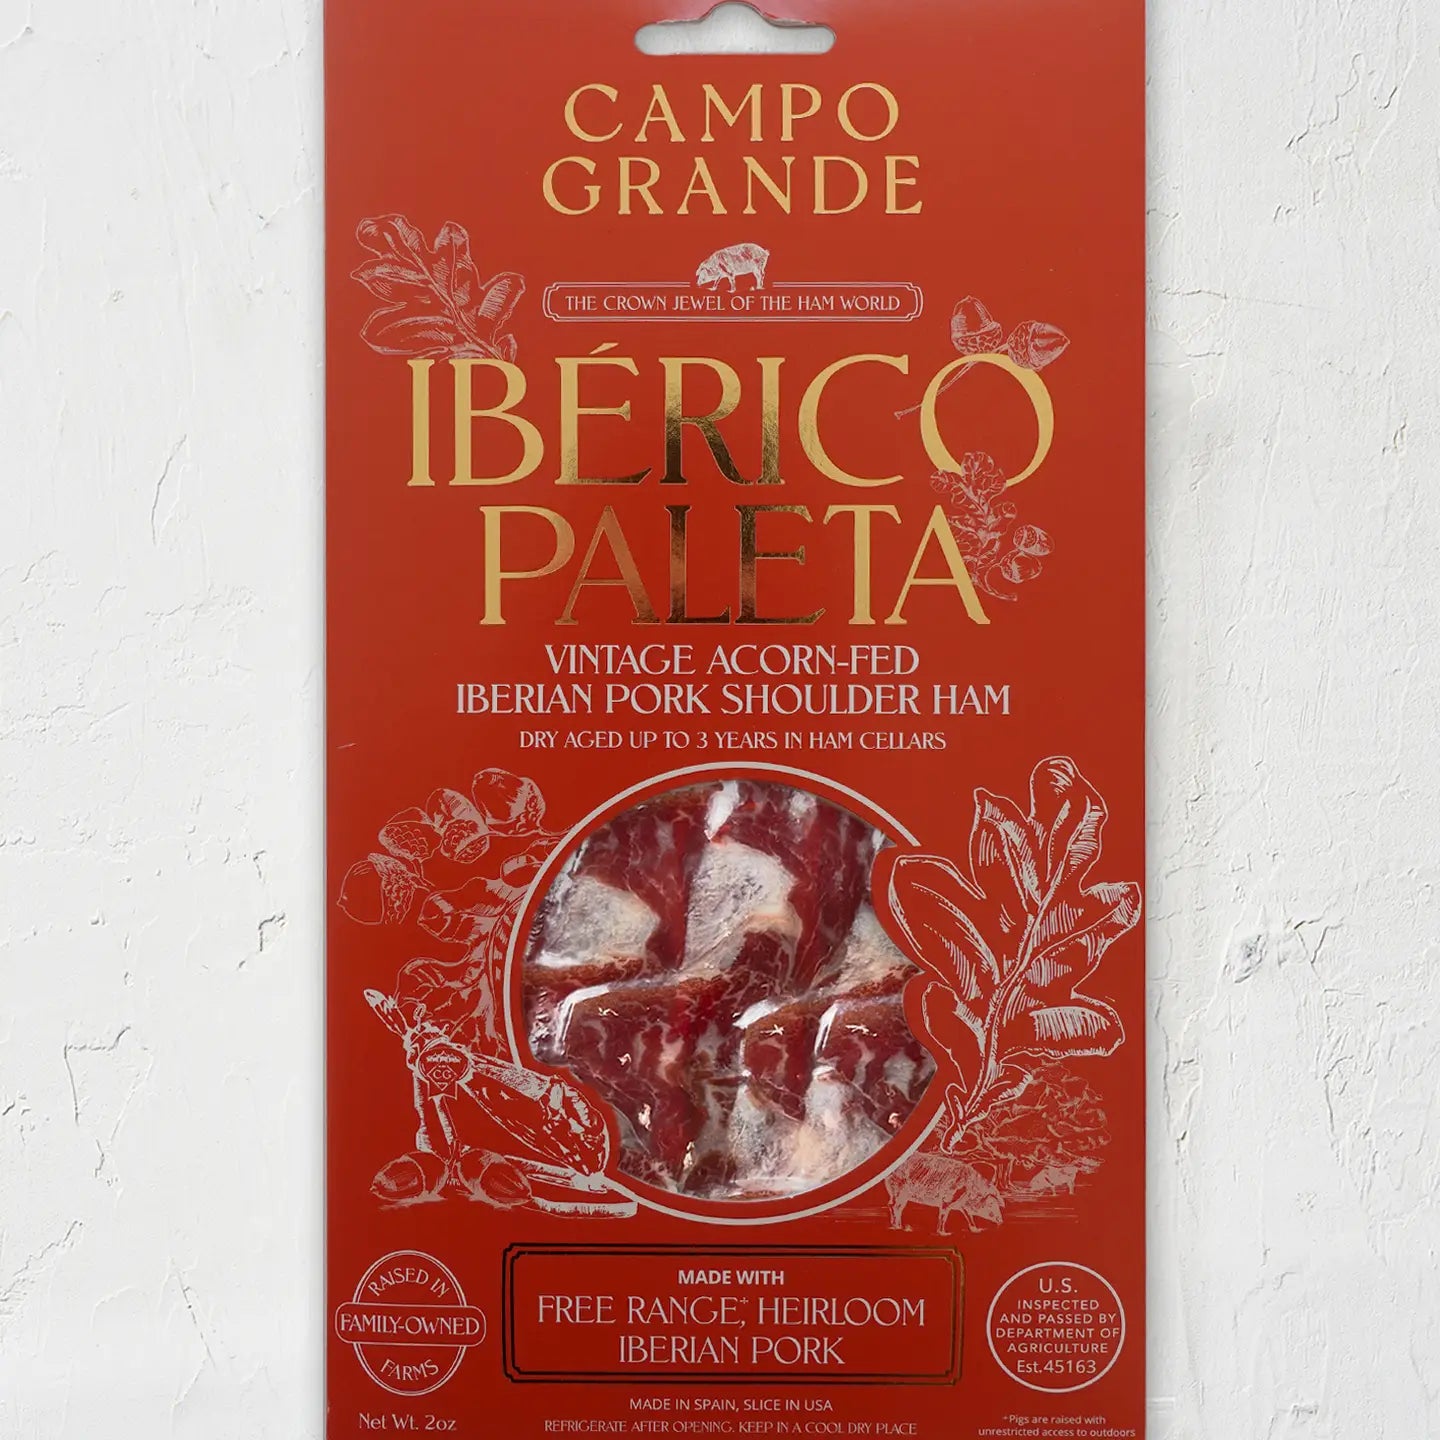 CAMPO
GRANDE
THE CROWN JEWEL OF THE HAM WORLD
IBÉRICO
PALETA
VINTAGE ACORN-FED
IBERIAN PORK SHOULDER HAM
DRY AGED UP TO 3 YEARS IN HAM CELLARS
CG
RAISED IN
FAMILY-OWNED
FARMS
MADE WITH
FREE RANGE,⁺ HEIRLOOM
IBERIAN PORK
U.S.
INSPECTED
AND PASSED BY
DEPARTMENT OF
AGRICULTURE
Est.45163
Net Wt. 2oz
MADE IN SPAIN, SLICE IN USA
REFRIGERATE AFTER OPENING. KEEP IN A COOL DRY PLACE
⁺Pigs are raised with
unrestricted access to outdoors